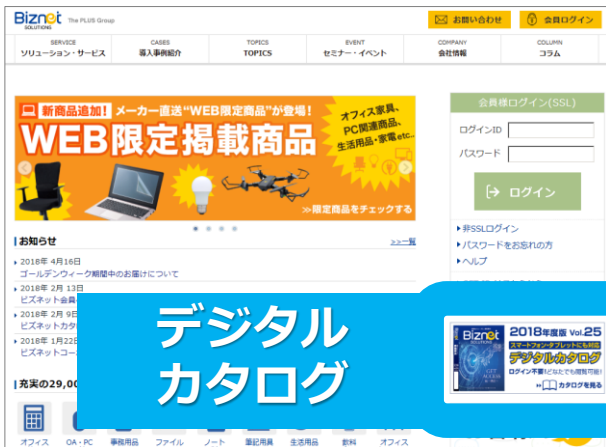 Biznet The PLUS Group
SOLUTIONS
お問い合わせ
会員ログイン
SERVICE
ソリューション・サービス
CASES
導入事例紹介
TOPICS
TOPICS
EVENT
セミナー・イベント
COMPANY
会社情報
COLUMN
コラム
新商品追加! メーカー直送“WEB限定商品”が登場!
WEB限定掲載商品
オフィス家具、
PC関連商品、
生活用品・家電etc..
≫限定商品をチェックする
会員様ログイン(SSL)
ログインID
パスワード
ログイン
非SSLログイン
パスワードをお忘れの方
ヘルプ
お知らせ
>>一覧
2018年 4月16日
ゴールデンウィーク期間中のお届けについて
2018年 2月 13日
ビズネット会員
2018年 2月 9日
ビズネットカタ
2018年 1月22日
ビズネットコー
デジタル
カタログ
Biznet
SOLUTIONS
2018年度版 Vol.25
スマートフォン・タブレットにも対応
デジタルカタログ
ログイン不要!どなたでも閲覧可能!
カタログを見る
充実の29,00
オフィス
OA・PC
事務用品
ファイル
ノート
筆記用具
生活用品
飲料
オフィス